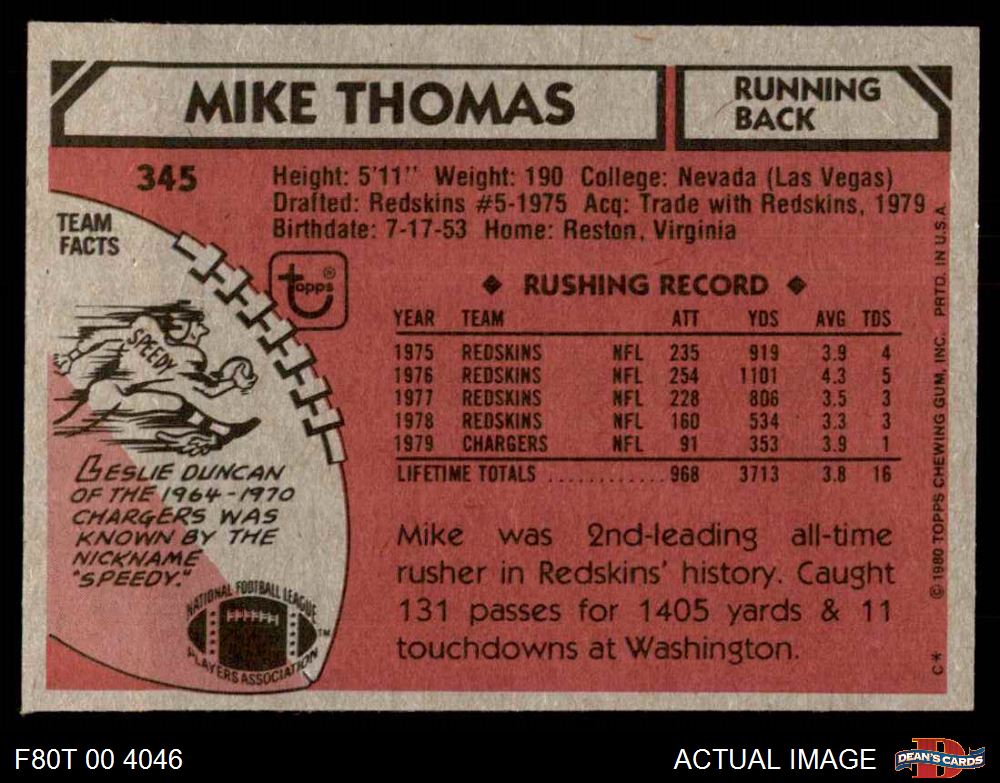 MIKE THOMAS
RUNNING
BACK
345
Height: 5'11" Weight: 190 College: Nevada (Las Vegas)
Drafted: Redskins #5-1975 Acq: Trade with Redskins, 1979
Birthdate: 7-17-53 Home: Reston, Virginia
TEAM
FACTS
topps®
SPEEDY
LESLIE DUNCAN
OF THE 1964-1970
CHARGERS WAS
KNOWN BY THE
NICKNAME
"SPEEDY."
NATIONAL FOOTBALL LEAGUE
PLAYERS ASSOCIATION
TM
◆ RUSHING RECORD ◆
YEAR TEAM ATT YDS AVG TDS
1975 REDSKINS NFL 235 919 3.9 4
1976 REDSKINS NFL 254 1101 4.3 5
1977 REDSKINS NFL 228 806 3.5 3
1978 REDSKINS NFL 160 534 3.3 3
1979 CHARGERS NFL 91 353 3.9 1
LIFETIME TOTALS ............ 968 3713 3.8 16
Mike was 2nd-leading all-time
rusher in Redskins' history. Caught
131 passes for 1405 yards & 11
touchdowns at Washington.
C* © 1980 TOPPS CHEWING GUM, INC. PRTD. IN U.S.A.
F80T 00 4046
ACTUAL IMAGE
D
DEAN'S CARDS